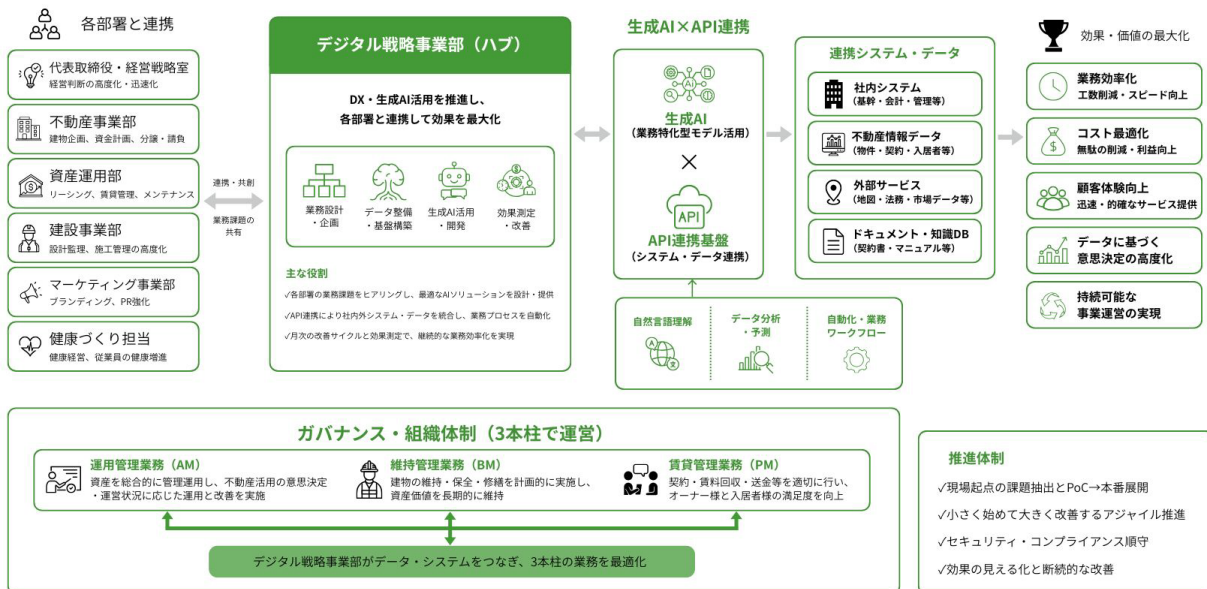 各部署と連携
代表取締役・経営戦略室
経営判断の高度化・迅速化
不動産事業部
建物企画、資金計画、分譲・請負
資産運用部
リーシング、賃貸管理、メンテナンス
建設事業部
設計監理、施工管理の高度化
マーケティング事業部
ブランディング、PR強化
健康づくり担当
健康経営、従業員の健康増進
連携・共創
業務課題の
共有
デジタル戦略事業部（ハブ）
DX・生成AI活用を推進し、
各部署と連携して効果を最大化
業務設計
・企画
データ整備
・基盤構築
生成AI活用
・開発
効果測定
・改善
主な役割
✓各部署の業務課題をヒアリングし、最適なAIソリューションを設計・提供
✓API連携により社内外システム・データを統合し、業務プロセスを自動化
✓月次の改善サイクルと効果測定で、継続的な業務効率化を実現
生成AI×API連携
AI
生成AI
（業務特化型モデル活用）
×
API
API連携基盤
（システム・データ連携）
自然言語理解
A
文
データ分析
・予測
自動化・業務
ワークフロー
連携システム・データ
社内システム
（基幹・会計・管理等）
不動産情報データ
（物件・契約・入居者等）
外部サービス
（地図・法務・市場データ等）
ドキュメント・知識DB
（契約書・マニュアル等）
効果・価値の最大化
業務効率化
工数削減・スピード向上
コスト最適化
無駄の削減・利益向上
顧客体験向上
迅速・的確なサービス提供
データに基づく
意思決定の高度化
持続可能な
事業運営の実現
ガバナンス・組織体制（3本柱で運営）
運用管理業務（AM）
資産を総合的に管理運用し、不動産活用の意思決定
・運営状況に応じた運用と改善を実施
維持管理業務（BM）
建物の維持・保全・修繕を計画的に実施し、
資産価値を長期的に維持
賃貸管理業務（PM）
契約・賃料回収・送金等を適切に行い、
オーナー様と入居者様の満足度を向上
デジタル戦略事業部がデータ・システムをつなぎ、3本柱の業務を最適化
推進体制
✓現場起点の課題抽出とPoC→本番展開
✓小さく始めて大きく改善するアジャイル推進
✓セキュリティ・コンプライアンス順守
✓効果の見える化と断続的な改善